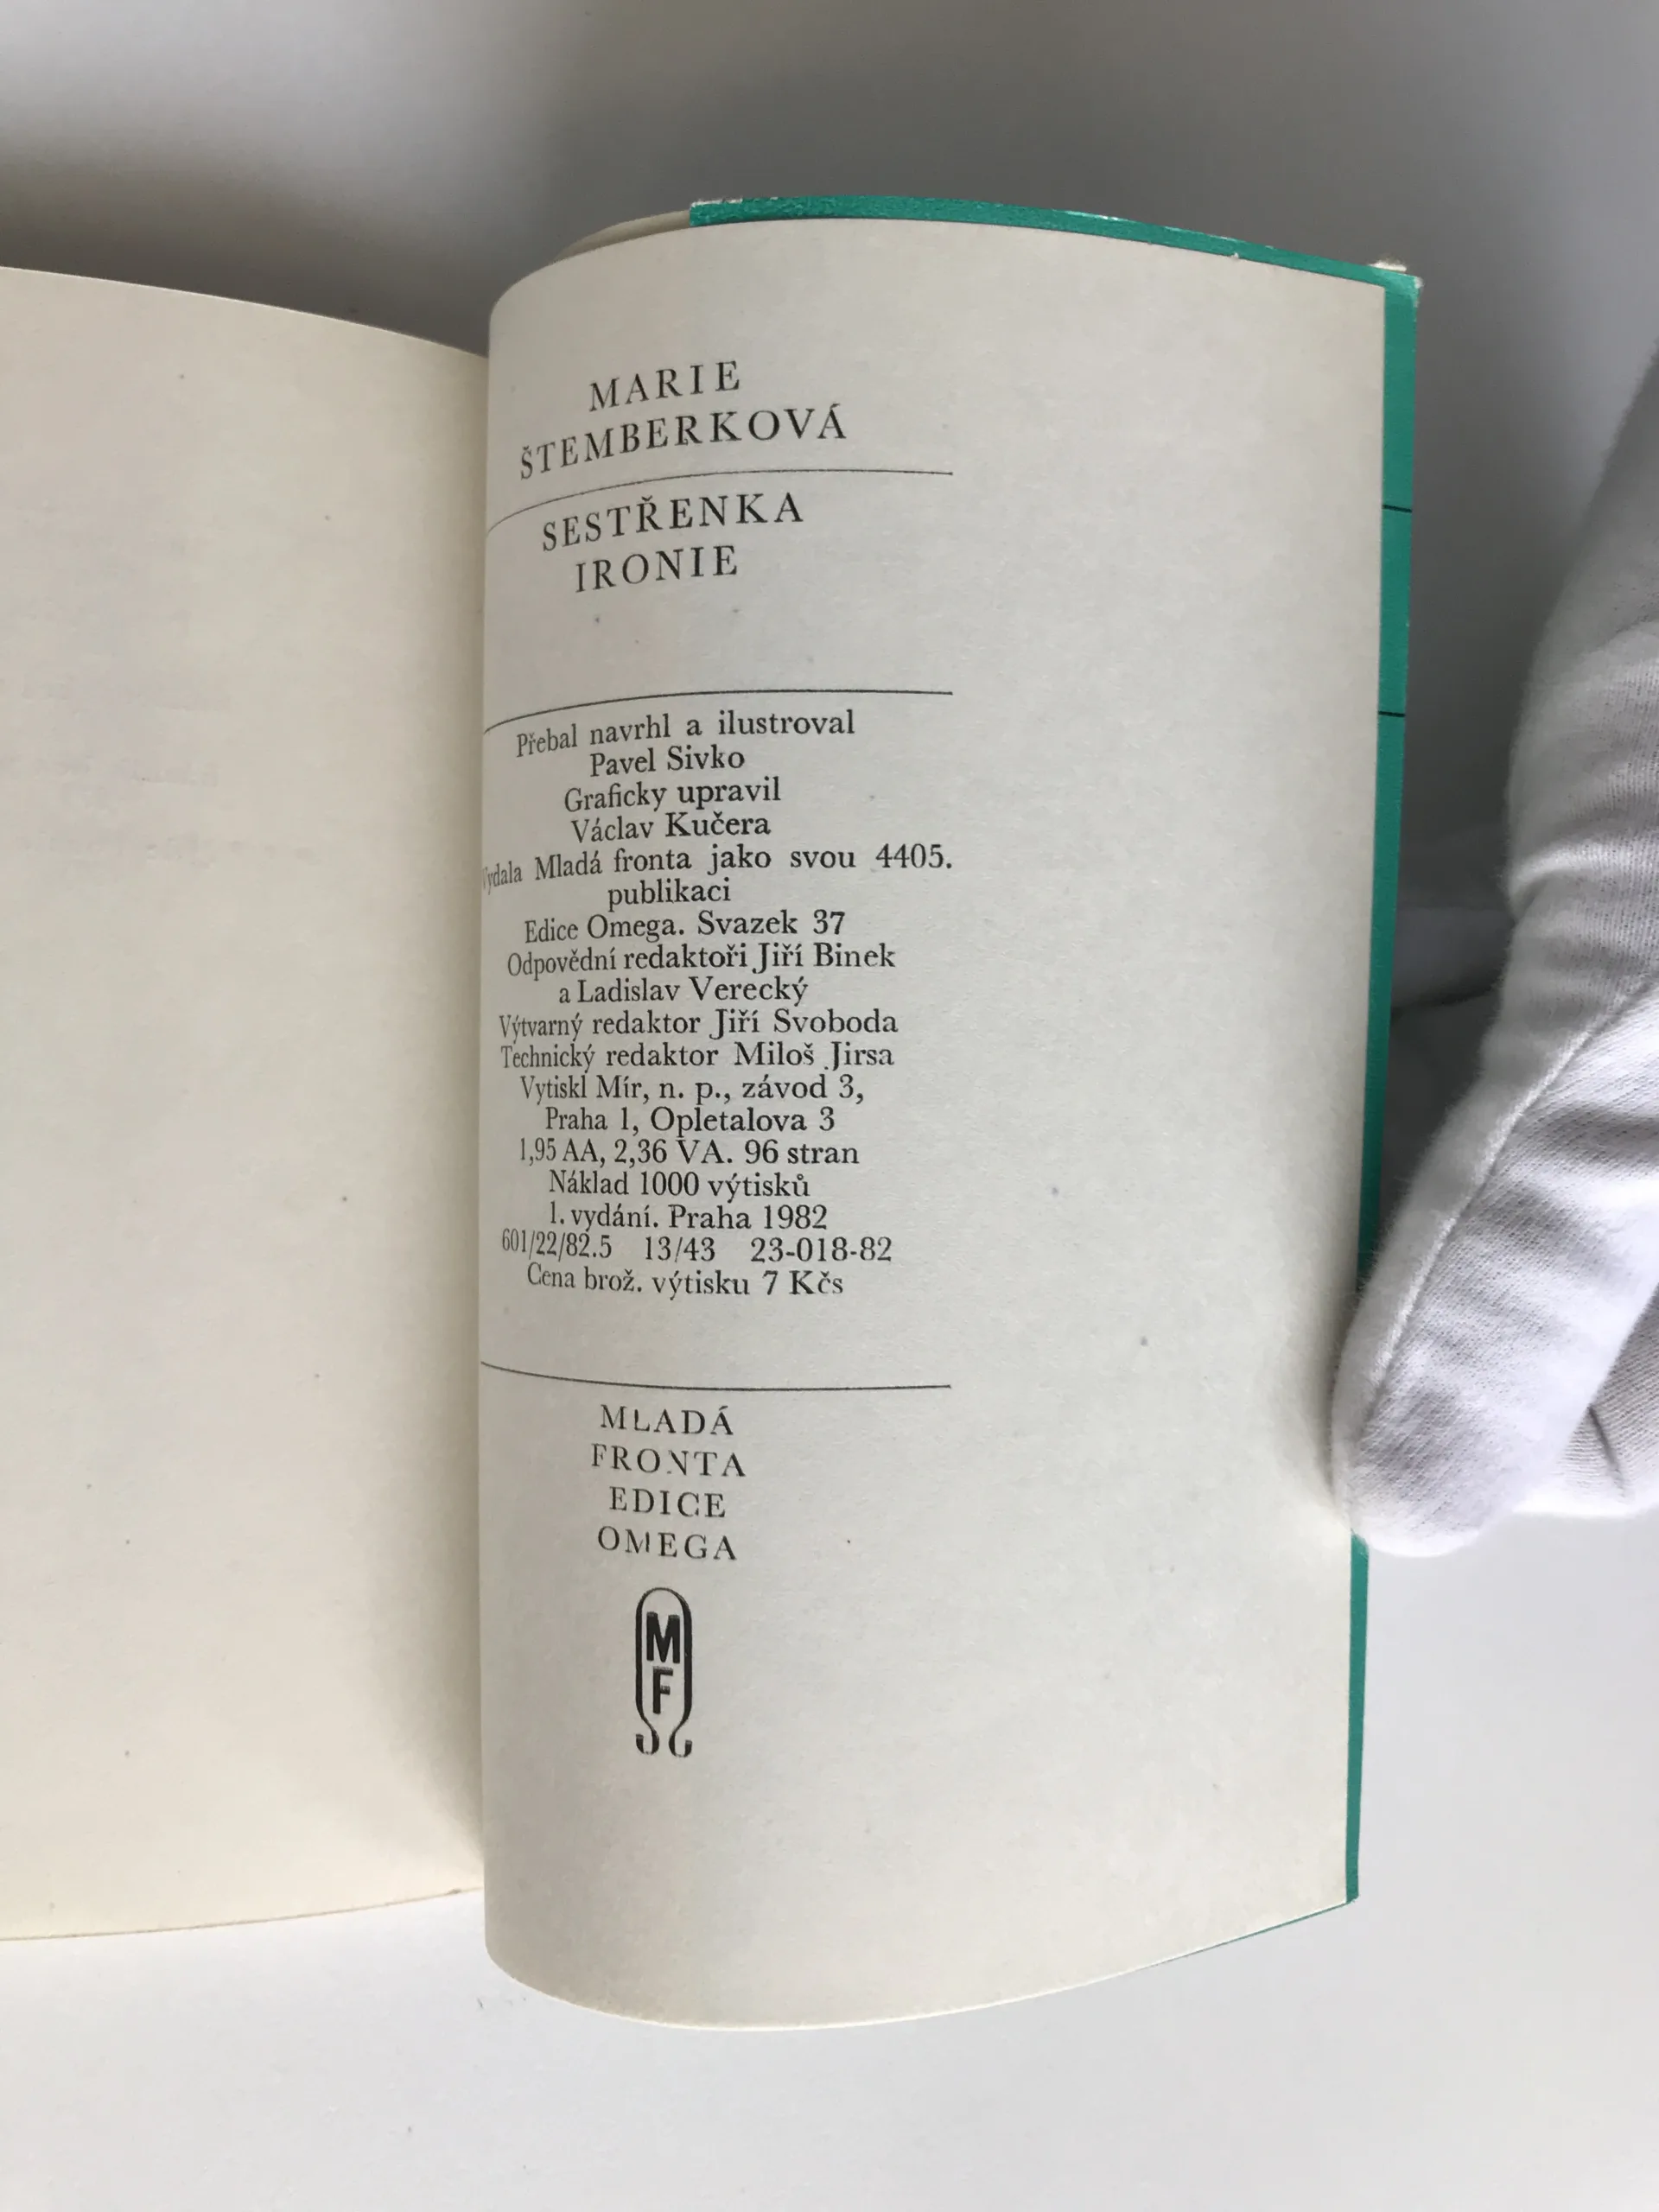 MARIE
ŠTEMBERKOVÁ
SESTŘENKA
IRONIE
Přebal navrhl a ilustroval
Pavel Sivko
Graficky upravil
Václav Kučera
Vydala Mladá fronta jako svou 4405.
publikaci
Edice Omega. Svazek 37
Odpovědní redaktoři Jiří Binek
a Ladislav Verecký
Výtvarný redaktor Jiří Svoboda
Technický redaktor Miloš Jirsa
Vytiskl Mír, n. p., závod 3,
Praha 1, Opletalova 3
1,95 AA, 2,36 VA. 96 stran
Náklad 1000 výtisků
1. vydání. Praha 1982
601/22/82.5 13/43 23-018-82
Cena brož. výtisku 7 Kčs
MLADÁ
FRONTA
EDICE
OMEGA
MF